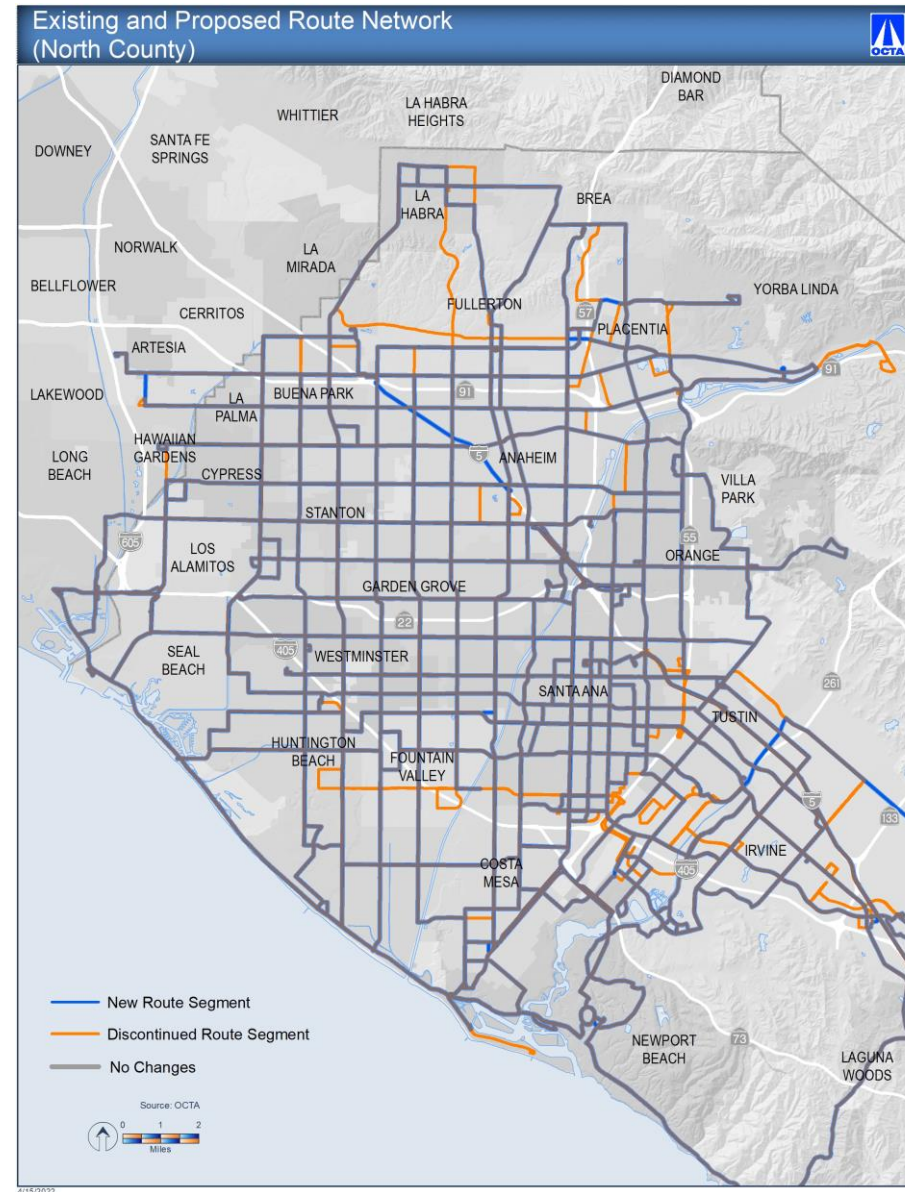 Existing and Proposed Route Network
(North County)
OCTA
DIAMOND
BAR
LA HABRA
HEIGHTS
WHITTIER
SANTA FE
SPRINGS
DOWNEY
LA
HABRA
BREA
NORWALK
LA
MIRADA
BELLFLOWER
YORBA LINDA
FULLERTON
CERRITOS
57
PLACENTIA
ARTESIA
91
LAKEWOOD
BUENA PARK
91
LA
PALMA
HAWAIIAN
GARDENS
LONG
BEACH
5
ANAHEIM
CYPRESS
VILLA
PARK
STANTON
605
55
LOS
ALAMITOS
ORANGE
GARDEN GROVE
22
SEAL
BEACH
405
WESTMINSTER
261
SANTA ANA
TUSTIN
HUNTINGTON
BEACH
FOUNTAIN
VALLEY
5
133
IRVINE
COSTA
MESA
405
New Route Segment
Discontinued Route Segment
No Changes
NEWPORT
BEACH
73
LAGUNA
WOODS
Source: OCTA
0 1 2
Miles
4/15/2022